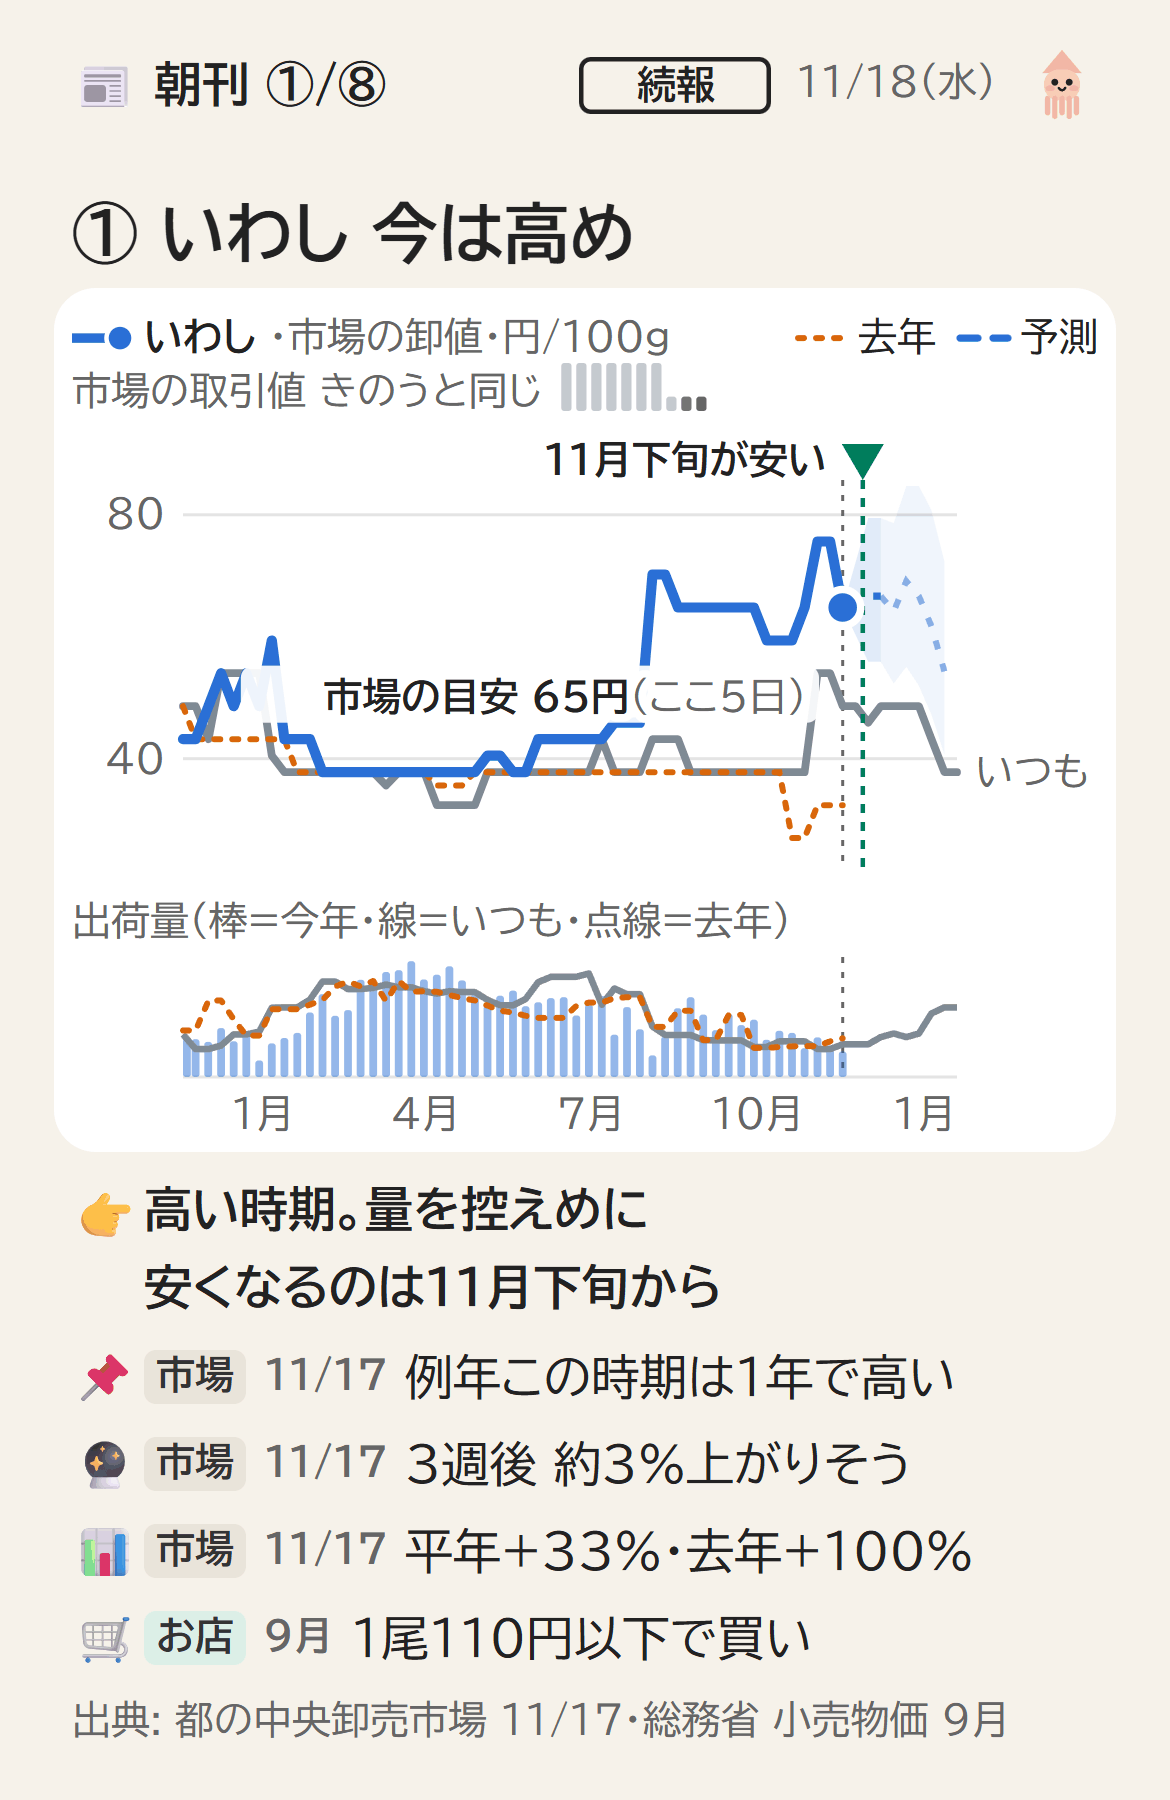 朝刊 ①/⑧ 続報 11/18(水)
① いわし 今は高め
いわし ・市場の卸値・円/100g 去年 予測
市場の取引値 きのうと同じ
11月下旬が安い
80
市場の目安 65円(ここ5日)
40
いつも
出荷量(棒=今年・線=いつも・点線=去年)
1月 4月 7月 10月 1月
高い時期。量を控えめに
安くなるのは11月下旬から
市場 11/17 例年この時期は1年で高い
市場 11/17 3週後 約3%上がりそう
市場 11/17 平年+33%・去年+100%
お店 9月 1尾110円以下で買い
出典: 都の中央卸売市場 11/17・総務省 小売物価 9月